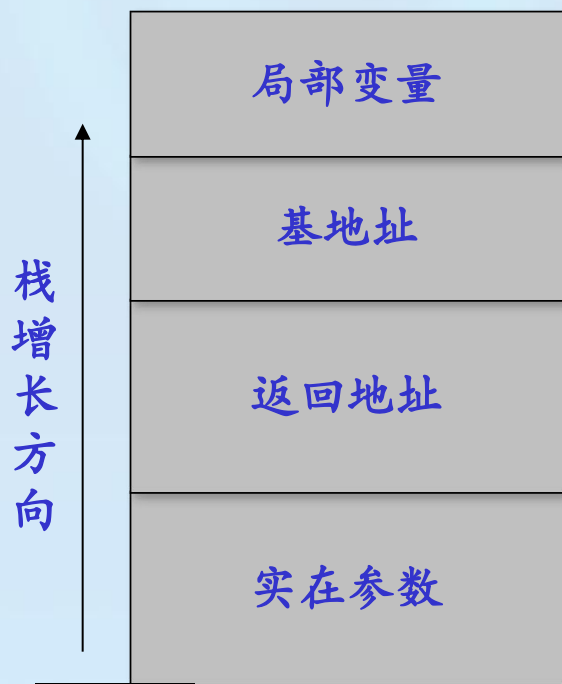 局部变量
基地址
返回地址
实在参数
栈增长方向